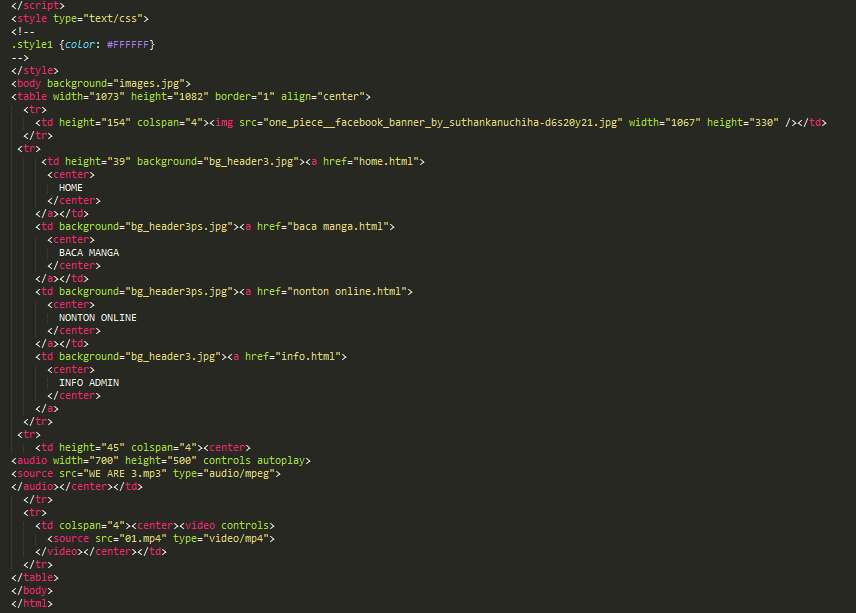 </script>
<style type="text/css">
<!--
.style1 {color: #FFFFFF}
-->
</style>
<body background="images.jpg">
<table width="1073" height="1082" border="1" align="center">
  <tr>
    <td height="154" colspan="4"><img src="one_piece__facebook_banner_by_suthankanuchiha-d6s20y21.jpg" width="1067" height="330" /></td>
  </tr>
 <tr>
     <td height="39" background="bg_header3.jpg"><a href="home.html">
      <center>
        HOME
      </center>
    </a></td>
    <td background="bg_header3ps.jpg"><a href="baca manga.html">
      <center>
        BACA MANGA
      </center>
    </a></td>
    <td background="bg_header3ps.jpg"><a href="nonton online.html">
      <center>
        NONTON ONLINE
      </center>
    </a></td>
    <td background="bg_header3.jpg"><a href="info.html">
      <center>
        INFO ADMIN
      </center>
    </a>
  </tr>
 <tr>
    <td height="45" colspan="4"><center>
<audio width="700" height="500" controls autoplay>
<source src="WE ARE 3.mp3" type="audio/mpeg">
</audio></center></td>
  </tr>
  <tr>
    <td colspan="4"><center><video controls>
      <source src="01.mp4" type="video/mp4">
    </video></center></td>
  </tr>
</table>
</body>
</html>